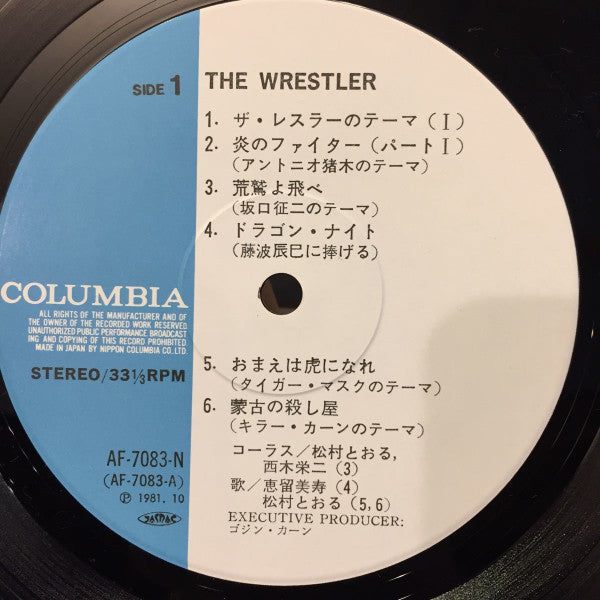 SIDE 1
THE WRESTLER
1. ザ・レスラーのテーマ(Ⅰ)
2. 炎のファイター(パートⅠ)
(アントニオ猪木のテーマ)
3. 荒鷲よ飛べ
(坂口征二のテーマ)
4. ドラゴン・ナイト
(藤波辰巳に捧げる)
COLUMBIA
ALL RIGHTS OF THE MANUFACTURER AND OF
THE OWNER OF THE RECORDED WORK RESERVED.
UNAUTHORIZED PUBLIC PERFORMANCE BROADCAST
ING AND COPYING OF THIS RECORD PROHIBITED.
MADE IN JAPAN BY NIPPON COLUMBIA CO.LTD.
STEREO/33⅓RPM
5. おまえは虎になれ
(タイガー・マスクのテーマ)
6. 蒙古の殺し屋
(キラー・カーンのテーマ)
コーラス/松村とおる,
西木栄二(3)
歌/恵留美寿(4)
松村とおる(5,6)
EXECUTIVE PRODUCER:
ゴジン・カーン
AF-7083-N
(AF-7083-A)
Ⓟ 1981. 10
JASRAC